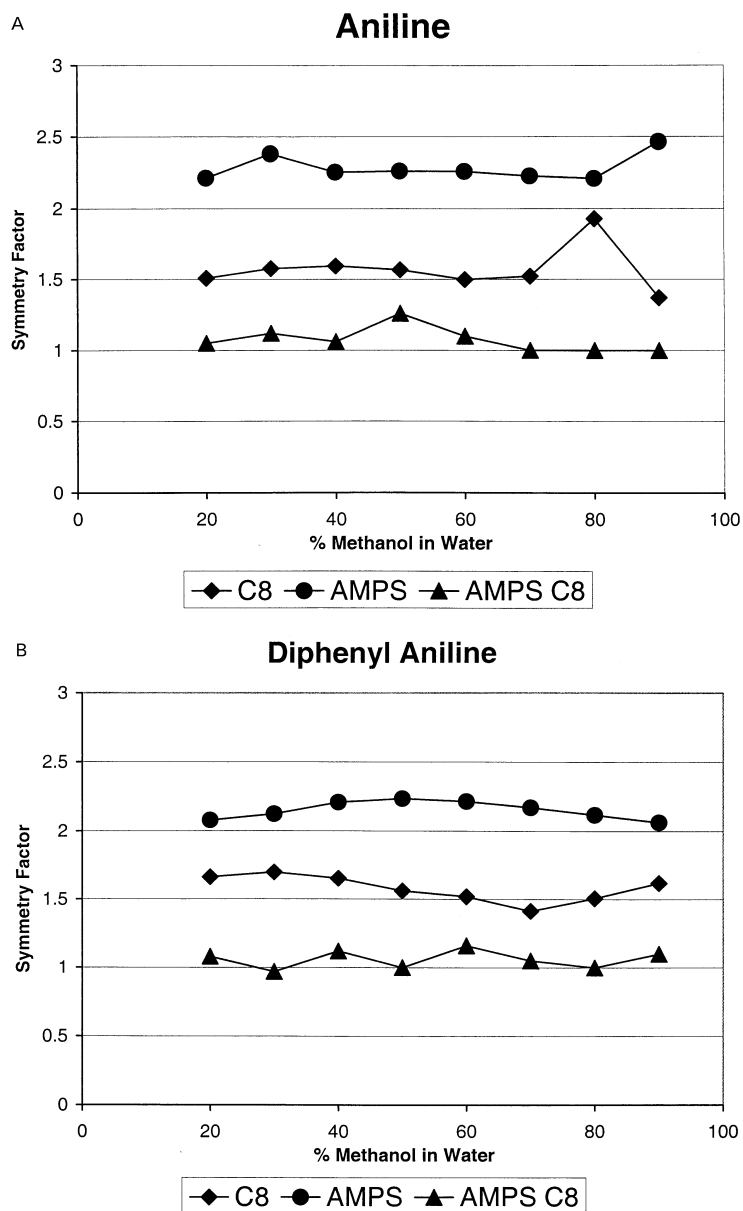 A
Aniline
3
2.5
2
1.5
1
0.5
0
Symmetry Factor
0 20 40 60 80 100
% Methanol in Water
C8 AMPS AMPS C8
B
Diphenyl Aniline
3
2.5
2
1.5
1
0.5
0
Symmetry Factor
0 20 40 60 80 100
% Methanol in Water
C8 AMPS AMPS C8